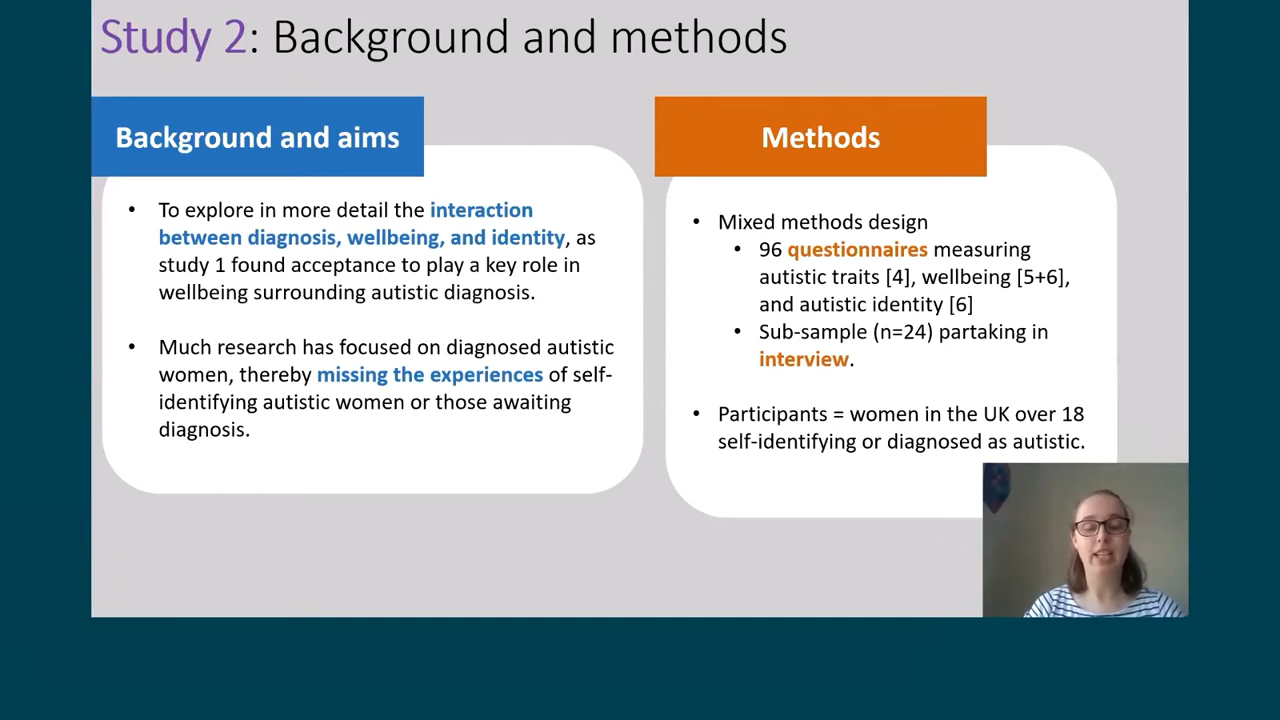 Study 2: Background and methods
Background and aims
• To explore in more detail the interaction
between diagnosis, wellbeing, and identity, as
study 1 found acceptance to play a key role in
wellbeing surrounding autistic diagnosis.
• Much research has focused on diagnosed autistic
women, thereby missing the experiences of self-
identifying autistic women or those awaiting
diagnosis.
Methods
• Mixed methods design
• 96 questionnaires measuring
autistic traits [4], wellbeing [5+6],
and autistic identity [6]
• Sub-sample (n=24) partaking in
interview.
• Participants = women in the UK over 18
self-identifying or diagnosed as autistic.